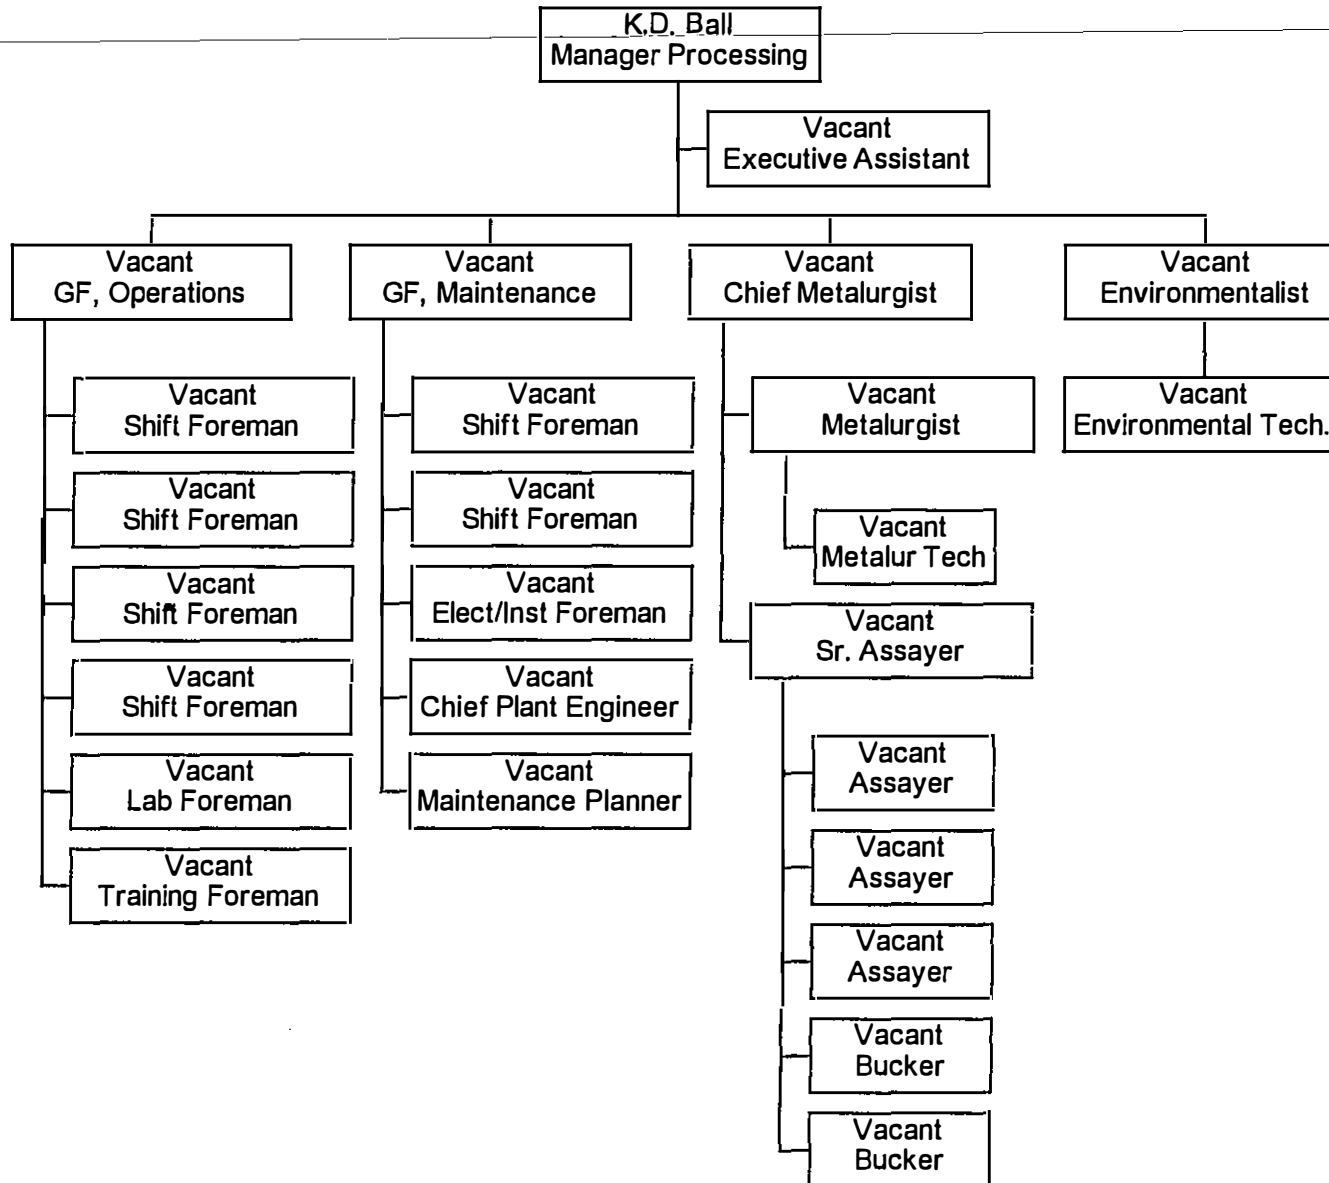 K.D. Ball
Manager Processing
Vacant
Executive Assistant
Vacant
GF, Operations
Vacant
GF, Maintenance
Vacant
Chief Metalurgist
Vacant
Environmentalist
Vacant
Shift Foreman
Vacant
Shift Foreman
Vacant
Shift Foreman
Vacant
Shift Foreman
Vacant
Lab Foreman
Vacant
Training Foreman
Vacant
Shift Foreman
Vacant
Shift Foreman
Vacant
Elect/Inst Foreman
Vacant
Chief Plant Engineer
Vacant
Maintenance Planner
Vacant
Metalurgist
Vacant
Metalur Tech
Vacant
Sr. Assayer
Vacant
Assayer
Vacant
Assayer
Vacant
Assayer
Vacant
Bucker
Vacant
Bucker
Vacant
Environmental Tech.